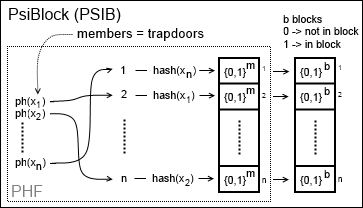 PsiBlock (PSIB)
members = trapdoors
b blocks
0 -> not in block
1 -> in block
ph(x1)
ph(x2)
ph(xn)
PHF
1 — hash(xn) {0,1}m 1 {0,1}b 1
2 — hash(x1) {0,1}m 2 {0,1}b 2
n — hash(x2) {0,1}m n {0,1}b n